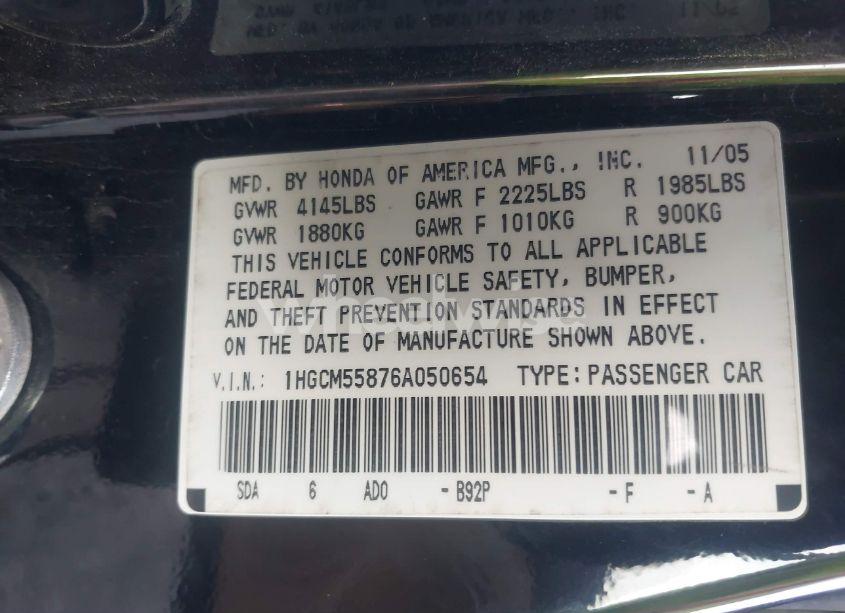 MFD. BY HONDA OF AMERICA MFG., INC. 11/05
GVWR 4145LBS GAWR F 2225LBS R 1985LBS
GVWR 1880KG GAWR F 1010KG R 900KG
THIS VEHICLE CONFORMS TO ALL APPLICABLE
FEDERAL MOTOR VEHICLE SAFETY, BUMPER,
AND THEFT PREVENTION STANDARDS IN EFFECT
ON THE DATE OF MANUFACTURE SHOWN ABOVE.
V.I.N.: 1HGCM55876A050654 TYPE:PASSENGER CAR
SDA 6 AD0 -B92P -F -A